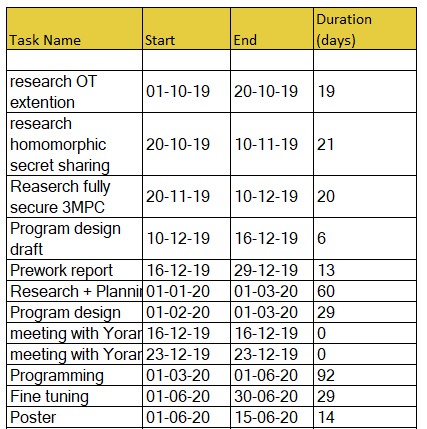 Task Name Start End Duration (days)
research OT extention 01-10-19 20-10-19 19
research homomorphic secret sharing 20-10-19 10-11-19 21
Reaserch fully secure 3MPC 20-11-19 10-12-19 20
Program design draft 10-12-19 16-12-19 6
Prework report 16-12-19 29-12-19 13
Research + Plannin 01-01-20 01-03-20 60
Program design 01-02-20 01-03-20 29
meeting with Yoran 16-12-19 16-12-19 0
meeting with Yoran 23-12-19 23-12-19 0
Programming 01-03-20 01-06-20 92
Fine tuning 01-06-20 30-06-20 29
Poster 01-06-20 15-06-20 14